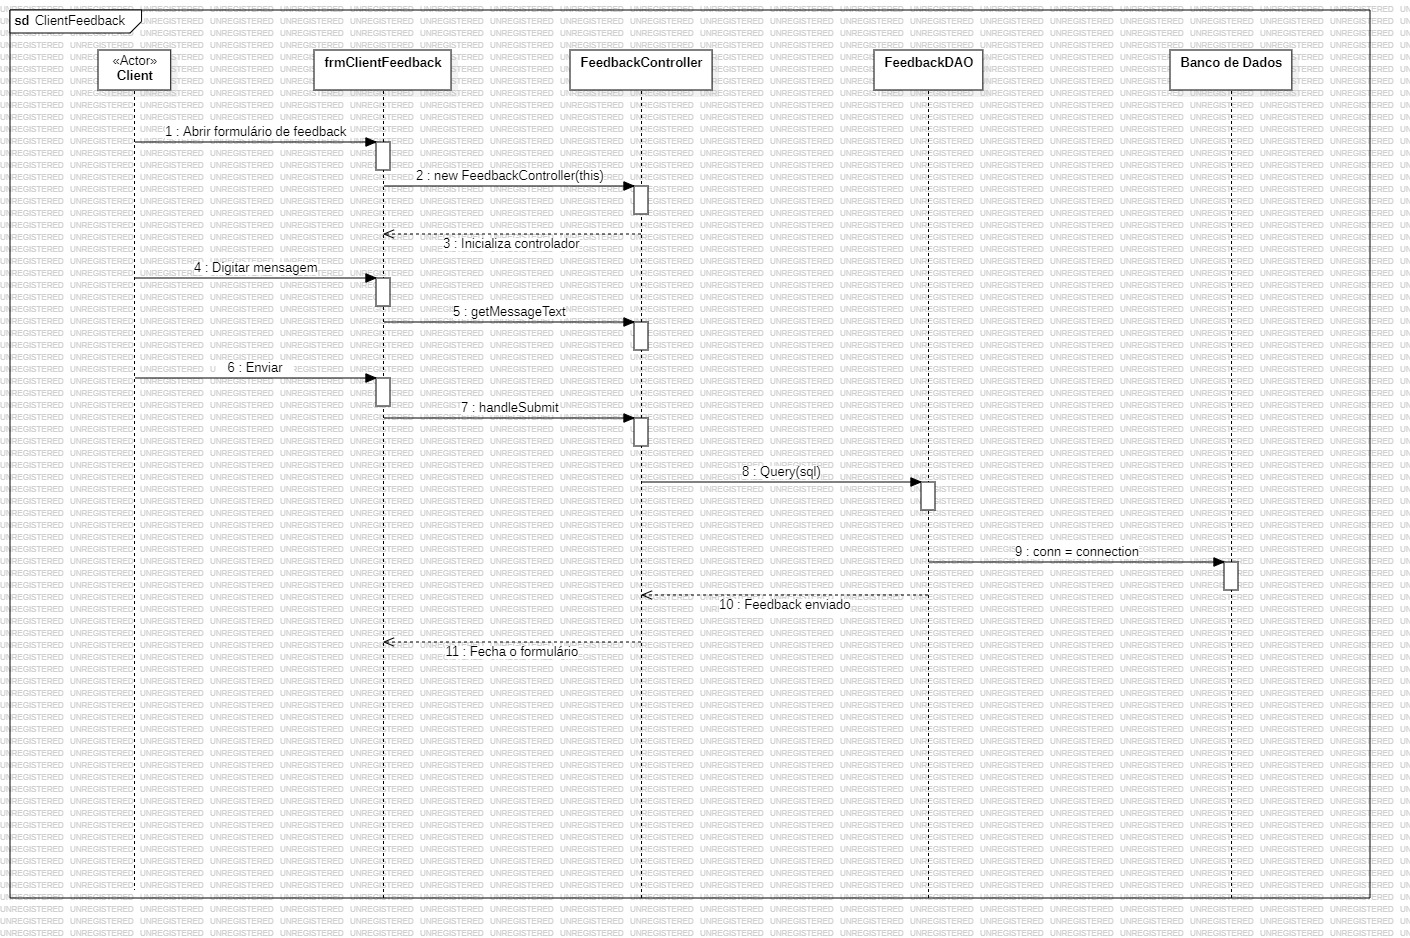 sd ClientFeedback
«Actor»
Client
frmClientFeedback
FeedbackController
FeedbackDAO
Banco de Dados
1 : Abrir formulário de feedback
2 : new FeedbackController(this)
3 : Inicializa controlador
4 : Digitar mensagem
5 : getMessageText
6 : Enviar
7 : handleSubmit
8 : Query(sql)
9 : conn = connection
10 : Feedback enviado
11 : Fecha o formulário
UNREGISTERED